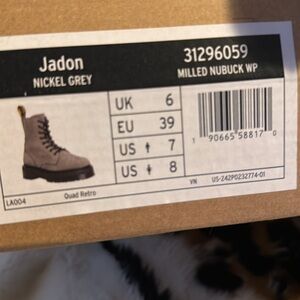 Jadon
NICKEL GREY
31296059
MILLED NUBUCK WP
UK 6
EU 39
US 7
US 8
1 90665 58817 0
LA004
Quad Retro
VN
US-Z42P0232774-01